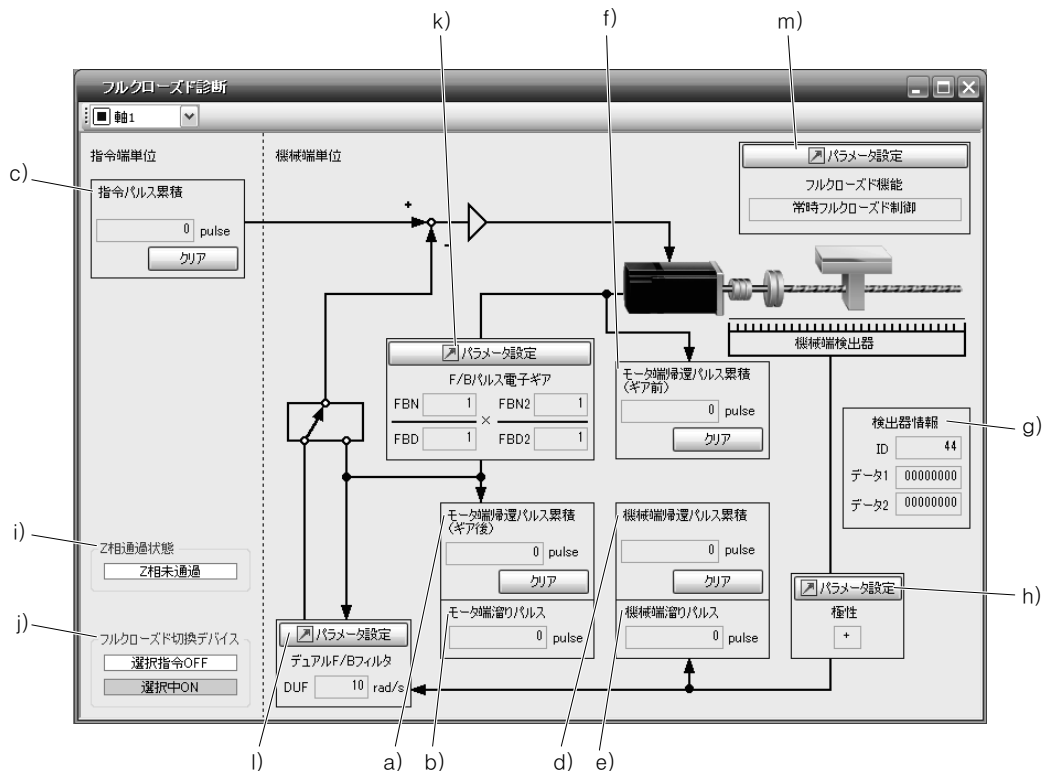 k)
f)
m)
フルクローズド診断
軸1
指令端単位
機械端単位
パラメータ設定
フルクローズド機能
常時フルクローズド制御
c)
指令パルス累積
0 pulse
クリア
+
-
機械端検出器
パラメータ設定
F/Bパルス電子ギア
FBN 1 FBN2 1
×
FBD 1 FBD2 1
モータ端帰還パルス累積
(ギア前)
0 pulse
クリア
検出器情報
g)
ID 44
データ1 00000000
データ2 00000000
モータ端帰還パルス累積
(ギア後)
0 pulse
クリア
モータ端溜りパルス
0 pulse
機械端帰還パルス累積
0 pulse
クリア
機械端溜りパルス
0 pulse
i)
Z相通過状態
Z相未通過
パラメータ設定
h)
極性
+
j)
フルクローズド切換デバイス
選択指令OFF
選択中ON
パラメータ設定
デュアルF/Bフィルタ
DUF 10 rad/s
l)
a)
b)
d)
e)